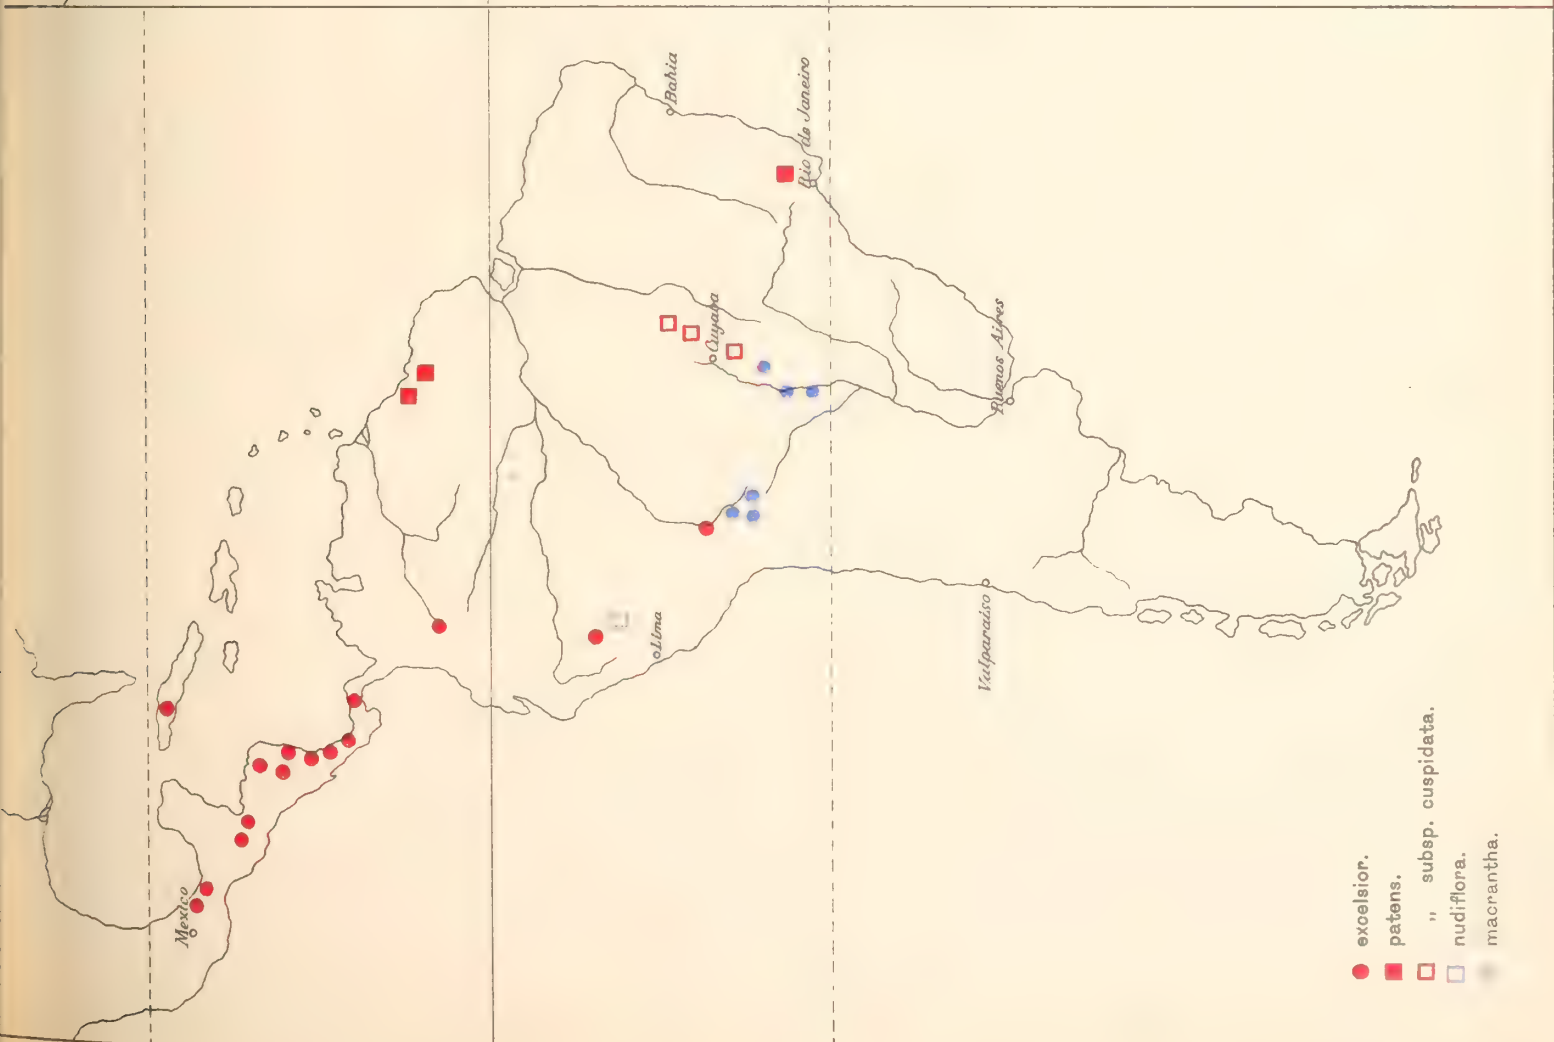 Mexico
Lima
Valparaiso
Cuyaba
Buenos Aires
Bahia
Rio de Janeiro
excelsior.
patens.
„ subsp. cuspidata.
nudiflora.
macrantha.